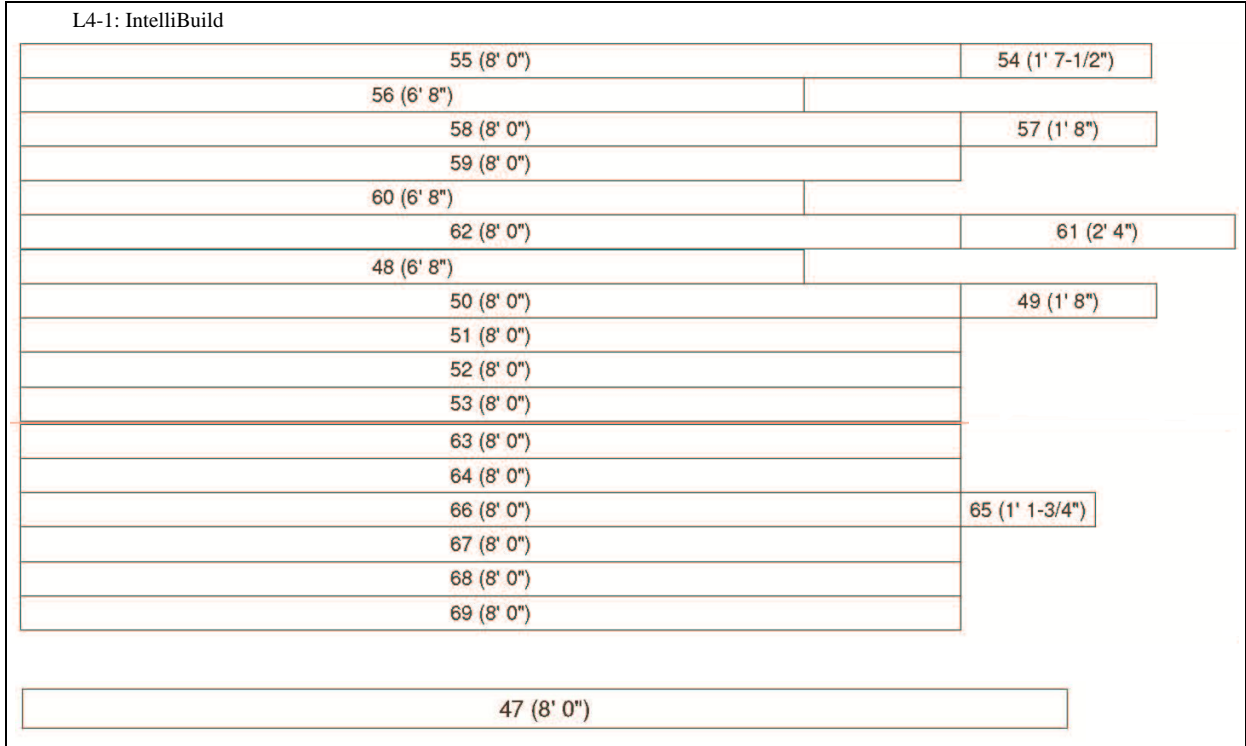 L4-1: IntelliBuild
55 (8' 0") 54 (1' 7-1/2")
56 (6' 8")
58 (8' 0") 57 (1' 8")
59 (8' 0")
60 (6' 8")
62 (8' 0") 61 (2' 4")
48 (6' 8")
50 (8' 0") 49 (1' 8")
51 (8' 0")
52 (8' 0")
53 (8' 0")
63 (8' 0")
64 (8' 0")
66 (8' 0") 65 (1' 1-3/4")
67 (8' 0")
68 (8' 0")
69 (8' 0")
47 (8' 0")